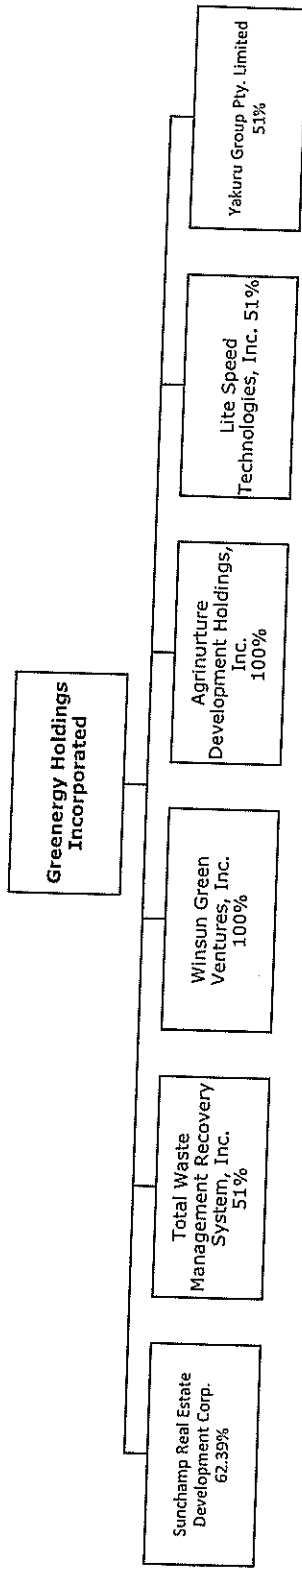 Greenergy Holdings
Incorporated
Sunchamp Real Estate
Development Corp.
62.39%
Total Waste
Management Recovery
System, Inc.
51%
Winsun Green
Ventures, Inc.
100%
Agrinurture
Development Holdings,
Inc.
100%
Lite Speed
Technologies, Inc. 51%
Yakuru Group Pty. Limited
51%